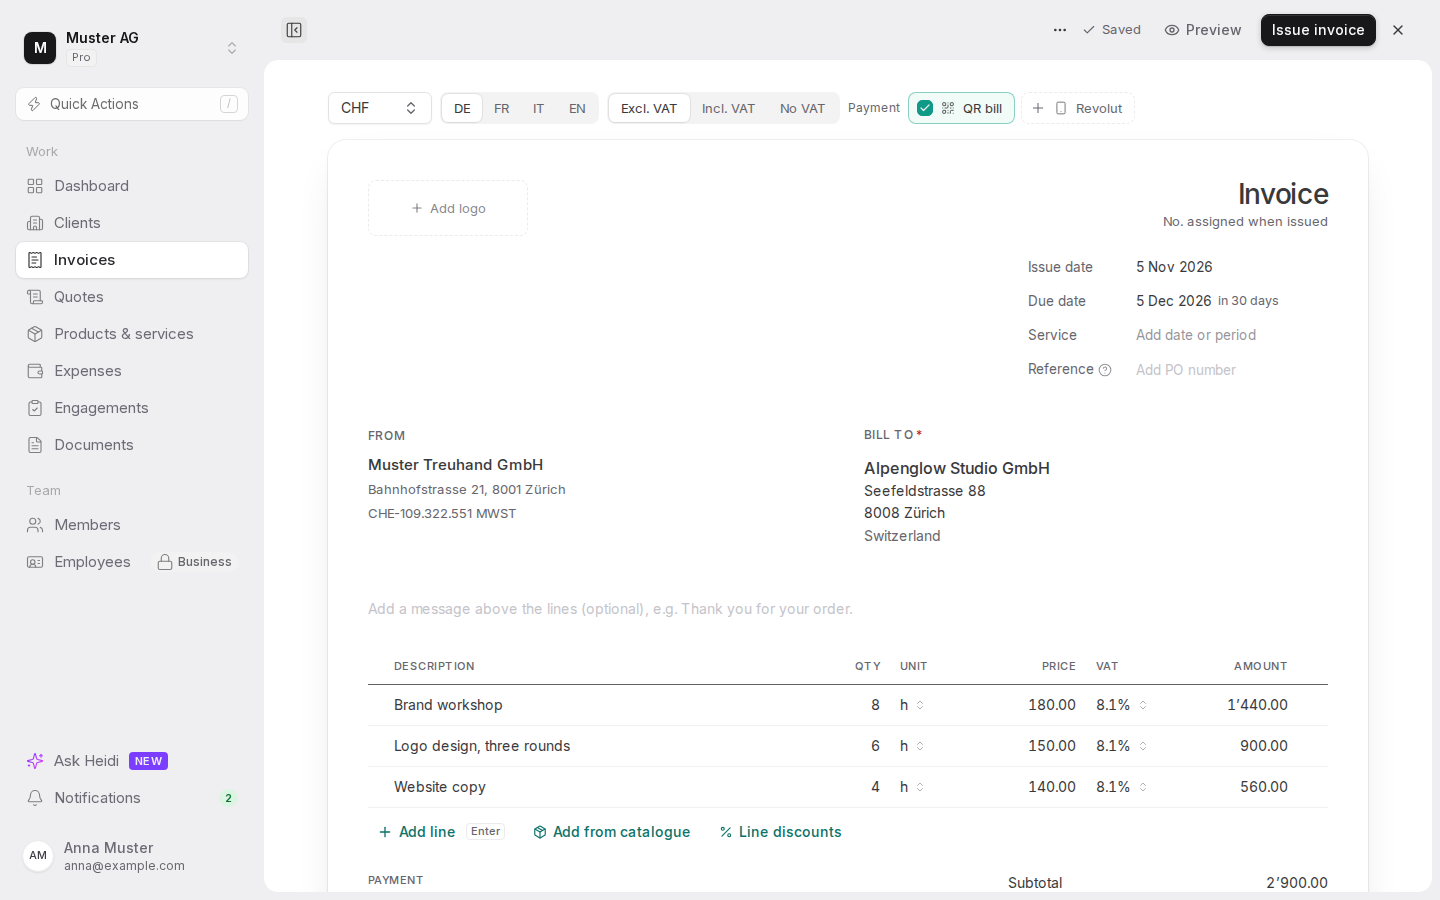 M
Muster AG
Pro
Quick Actions
/
Work
Dashboard
Clients
Invoices
Quotes
Products & services
Expenses
Engagements
Documents
Team
Members
Employees Business
Ask Heidi NEW
Notifications 2
AM
Anna Muster
anna@example.com
Saved
Preview
Issue invoice
CHF
DE FR IT EN
Excl. VAT Incl. VAT No VAT
Payment
QR bill
Revolut
Add logo
Invoice
No. assigned when issued
Issue date 5 Nov 2026
Due date 5 Dec 2026 in 30 days
Service Add date or period
Reference Add PO number
FROM
Muster Treuhand GmbH
Bahnhofstrasse 21, 8001 Zürich
CHE-109.322.551 MWST
BILL TO *
Alpenglow Studio GmbH
Seefeldstrasse 88
8008 Zürich
Switzerland
Add a message above the lines (optional), e.g. Thank you for your order.
DESCRIPTION QTY UNIT PRICE VAT AMOUNT
Brand workshop 8 h 180.00 8.1% 1’440.00
Logo design, three rounds 6 h 150.00 8.1% 900.00
Website copy 4 h 140.00 8.1% 560.00
Add line Enter Add from catalogue Line discounts
PAYMENT
Subtotal 2’900.00